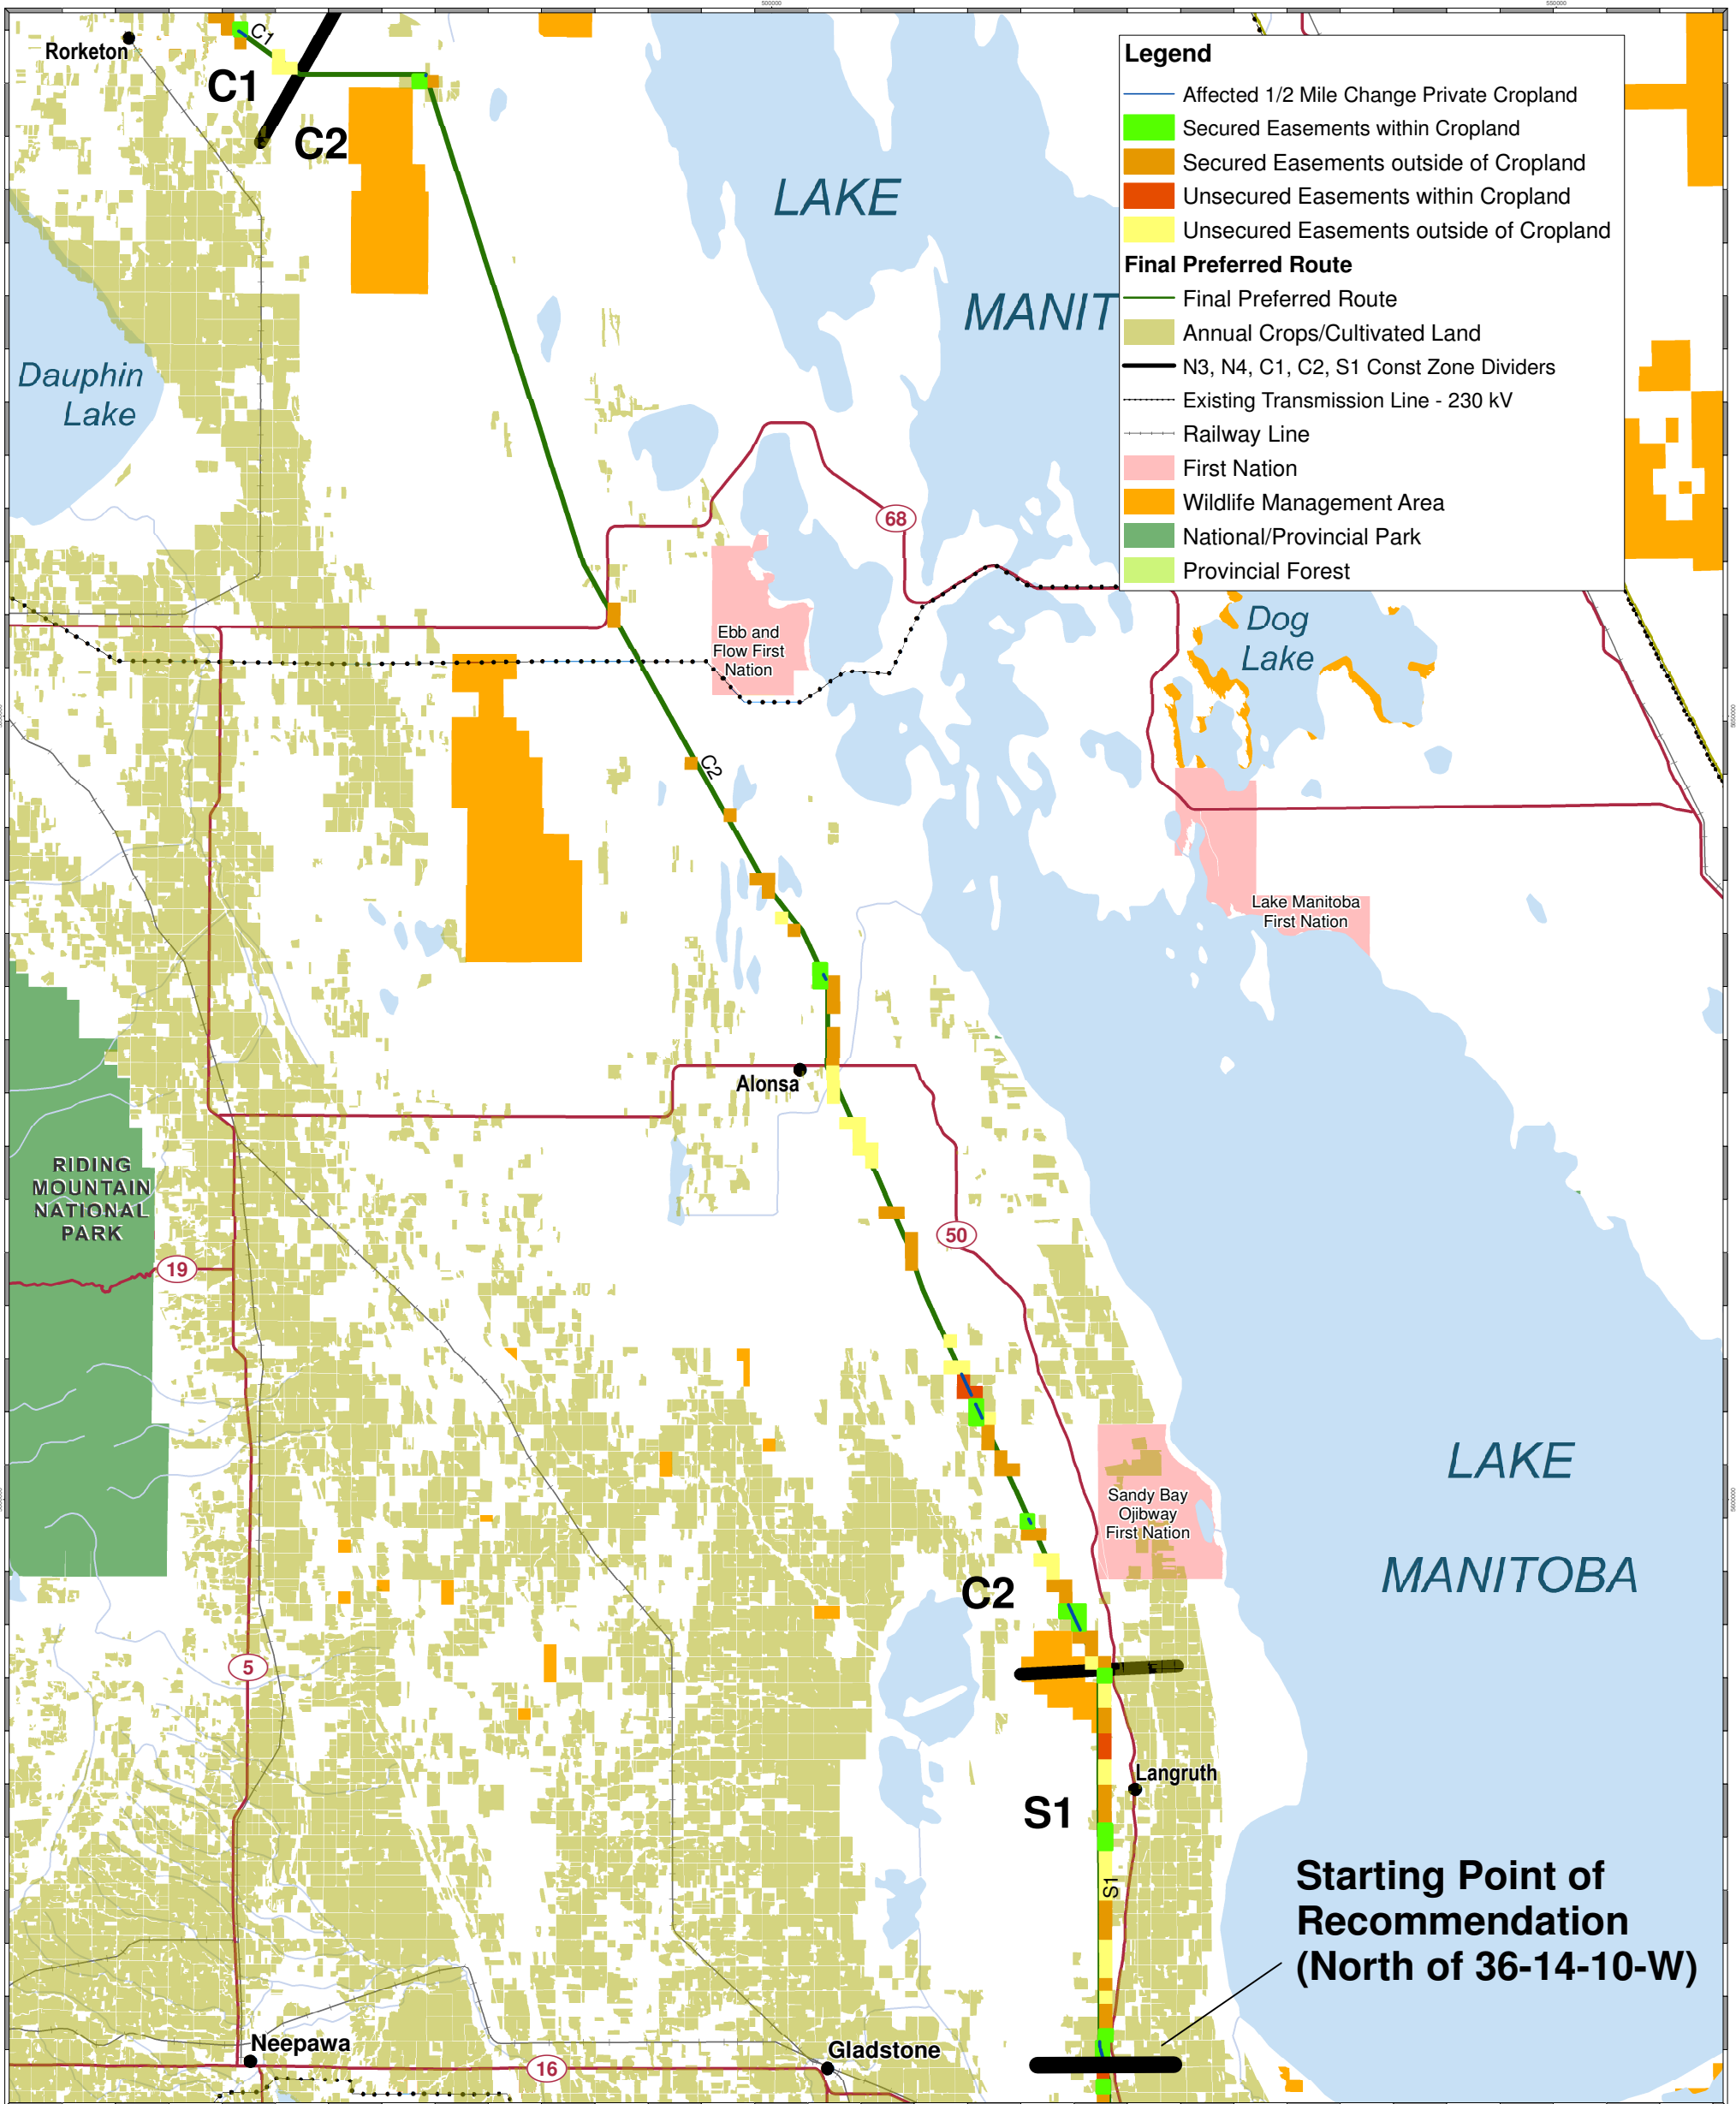 500000
550000
Rorketon
C1
C1
C2
LAKE
MANIT
Dauphin
Lake
Legend
Affected 1/2 Mile Change Private Cropland
Secured Easements within Cropland
Secured Easements outside of Cropland
Unsecured Easements within Cropland
Unsecured Easements outside of Cropland
Final Preferred Route
Final Preferred Route
Annual Crops/Cultivated Land
N3, N4, C1, C2, S1 Const Zone Dividers
Existing Transmission Line - 230 kV
Railway Line
First Nation
Wildlife Management Area
National/Provincial Park
Provincial Forest
68
Ebb and
Flow First
Nation
Dog
Lake
C2
Lake Manitoba
First Nation
Alonsa
RIDING
MOUNTAIN
NATIONAL
PARK
19
50
LAKE
MANITOBA
Sandy Bay
Ojibway
First Nation
C2
5
Langruth
S1
S1
Starting Point of
Recommendation
(North of 36-14-10-W)
Neepawa
16
Gladstone